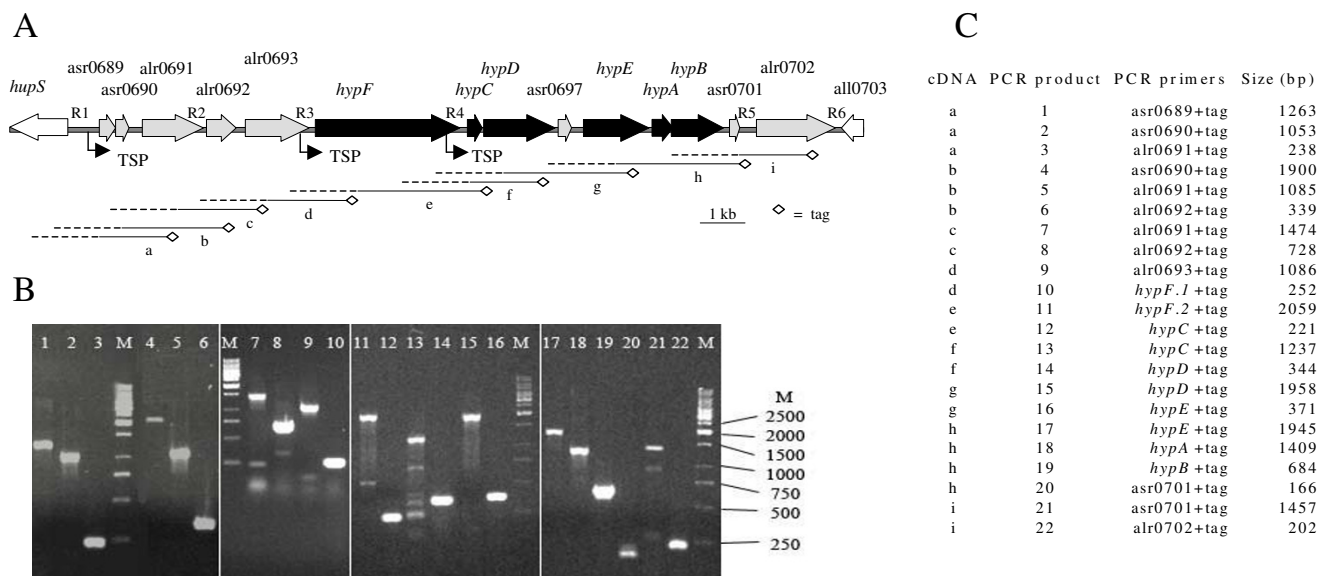 A
asr0689 alr0691 alr0693 hypD hypE hypB alr0702
hupS asr0690 alr0692 hypF hypC asr0697 hypA asr0701 all0703
R1 R2 R3 R4 R5 R6
TSP TSP TSP
i
h
g
f
e
d
c
b
a
1 kb
= tag
B
1 2 3 M 4 5 6 M 7 8 9 10 11 12 13 14 15 16 M 17 18 19 20 21 22 M
M
2500
2000
1500
1000
750
500
250
C
cDNA PCR product PCR primers Size (bp)
a 1 asr0689+tag 1263
a 2 asr0690+tag 1053
a 3 alr0691+tag 238
b 4 asr0690+tag 1900
b 5 alr0691+tag 1085
b 6 alr0692+tag 339
c 7 alr0691+tag 1474
c 8 alr0692+tag 728
d 9 alr0693+tag 1086
d 10 hypF.1 +tag 252
e 11 hypF.2 +tag 2059
e 12 hypC +tag 221
f 13 hypC +tag 1237
f 14 hypD +tag 344
g 15 hypD +tag 1958
g 16 hypE +tag 371
h 17 hypE +tag 1945
h 18 hypA +tag 1409
h 19 hypB +tag 684
h 20 asr0701+tag 166
i 21 asr0701+tag 1457
i 22 alr0702+tag 202